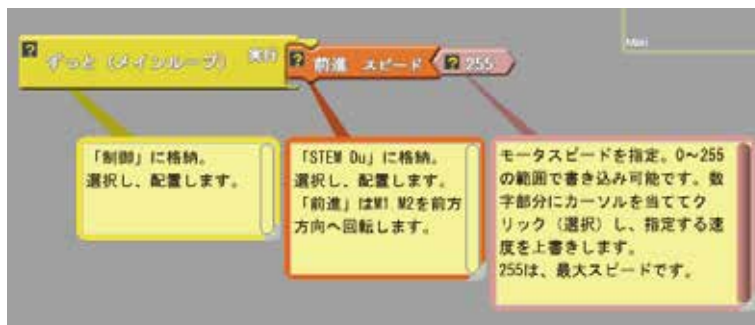 ずっと（メインループ） 実行
前進 スピード
255
「制御」に格納。
選択し、配置します。
「STEM Du」に格納。
選択し、配置します。
「前進」はM1 M2を前方
方向へ回転します。
モータスピードを指定。0～255
の範囲で書き込み可能です。数
字部分にカーソルを当ててク
リック（選択）し、指定する速
度を上書きします。
255は、最大スピードです。